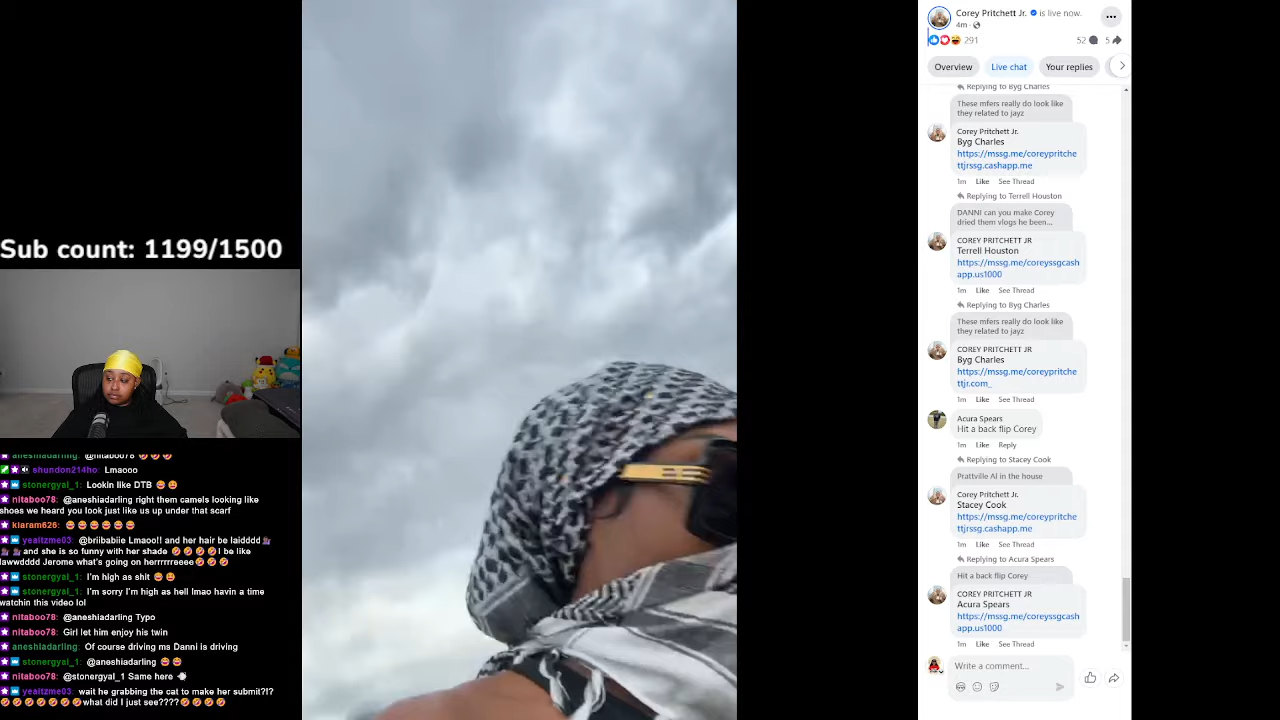 Sub count: 1199/1500
aneshiadarling: @nitaboo78 🤣🤣🤣
shundon214ho: Lmaooo
stonergyal_1: Lookin like DTB
nitaboo78: @aneshiadarling right them camels looking like
shoes we heard you look just like us up under that scarf
kiaram626:
yeaitzme03: @briibabiie Lmao!! and her hair be laidddd
and she is so funny with her shade 🤣🤣🤣🤣I be like
lawwdddd Jerome what's going on herrrrrreeee🤣🤣🤣
stonergyal_1: I'm high as shit
stonergyal_1: I'm sorry I'm high as hell lmao havin a time
watchin this video lol
nitaboo78: @aneshiadarling Typo
nitaboo78: Girl let him enjoy his twin
aneshiadarling: Of course driving ms Danni is driving
stonergyal_1: @aneshiadarling
nitaboo78: @stonergyal_1 Same here
yeaitzme03: wait he grabbing the cat to make her submit?!?
🤣🤣🤣🤣🤣🤣🤣what did I just see????🤣🤣🤣🤣
Corey Pritchett Jr. is live now.
4m ·
291
52 5
Overview Live chat Your replies
Replying to Byg Charles
These mfers really do look like
they related to jayz
Corey Pritchett Jr.
Byg Charles
https://mssg.me/coreypritche
ttjrssg.cashapp.me
1m Like See Thread
Replying to Terrell Houston
DANNI can you make Corey
dried them vlogs he been...
COREY PRITCHETT JR
Terrell Houston
https://mssg.me/coreyssgcash
app.us1000
1m Like See Thread
Replying to Byg Charles
These mfers really do look like
they related to jayz
COREY PRITCHETT JR
Byg Charles
https://mssg.me/coreypritche
ttjr.com_
1m Like See Thread
Acura Spears
Hit a back flip Corey
1m Like Reply
Replying to Stacey Cook
Prattville Al in the house
Corey Pritchett Jr.
Stacey Cook
https://mssg.me/coreypritche
ttjrssg.cashapp.me
1m Like See Thread
Replying to Acura Spears
Hit a back flip Corey
COREY PRITCHETT JR
Acura Spears
https://mssg.me/coreyssgcash
app.us1000
1m Like See Thread
Write a comment...